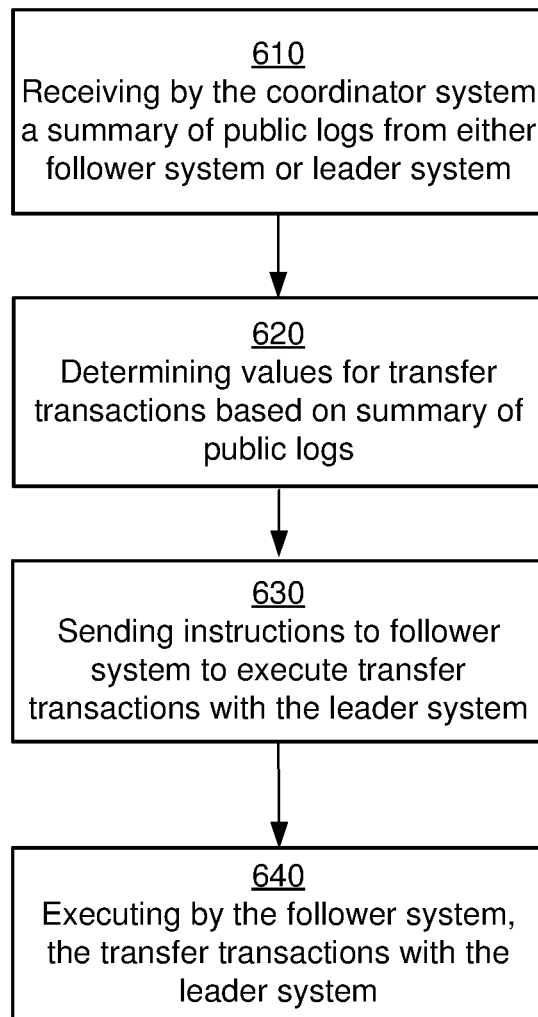 610
Receiving by the coordinator system
a summary of public logs from either
follower system or leader system
620
Determining values for transfer
transactions based on summary of
public logs
630
Sending instructions to follower
system to execute transfer
transactions with the leader system
640
Executing by the follower system,
the transfer transactions with the
leader system